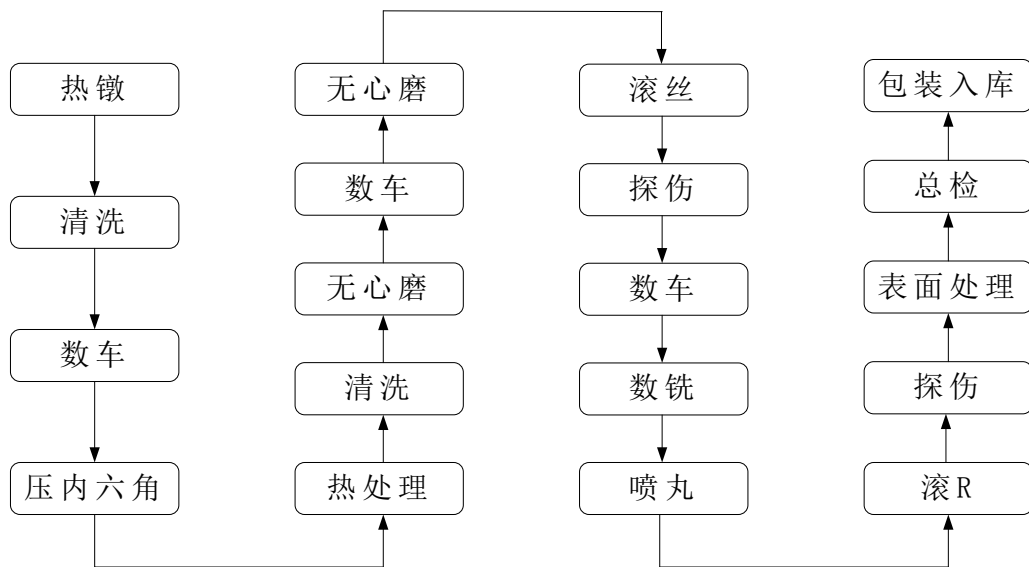 热镦
清洗
数车
压内六角
热处理
清洗
无心磨
数车
无心磨
滚丝
探伤
数车
数铣
喷丸
滚R
探伤
表面处理
总检
包装入库